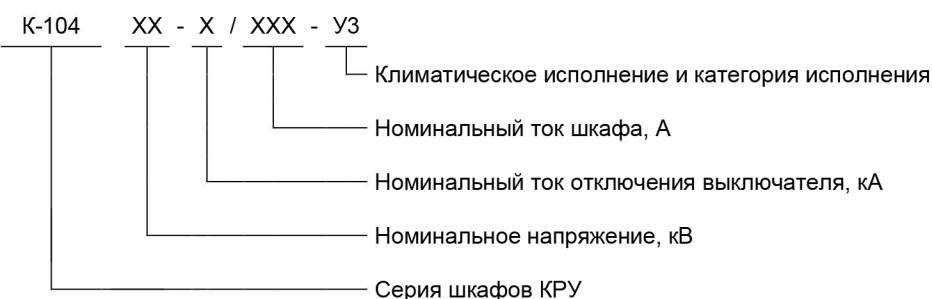 К-104 XX - X / XXX - У3
Климатическое исполнение и категория исполнения
Номинальный ток шкафа, А
Номинальный ток отключения выключателя, кА
Номинальное напряжение, кВ
Серия шкафов КРУ